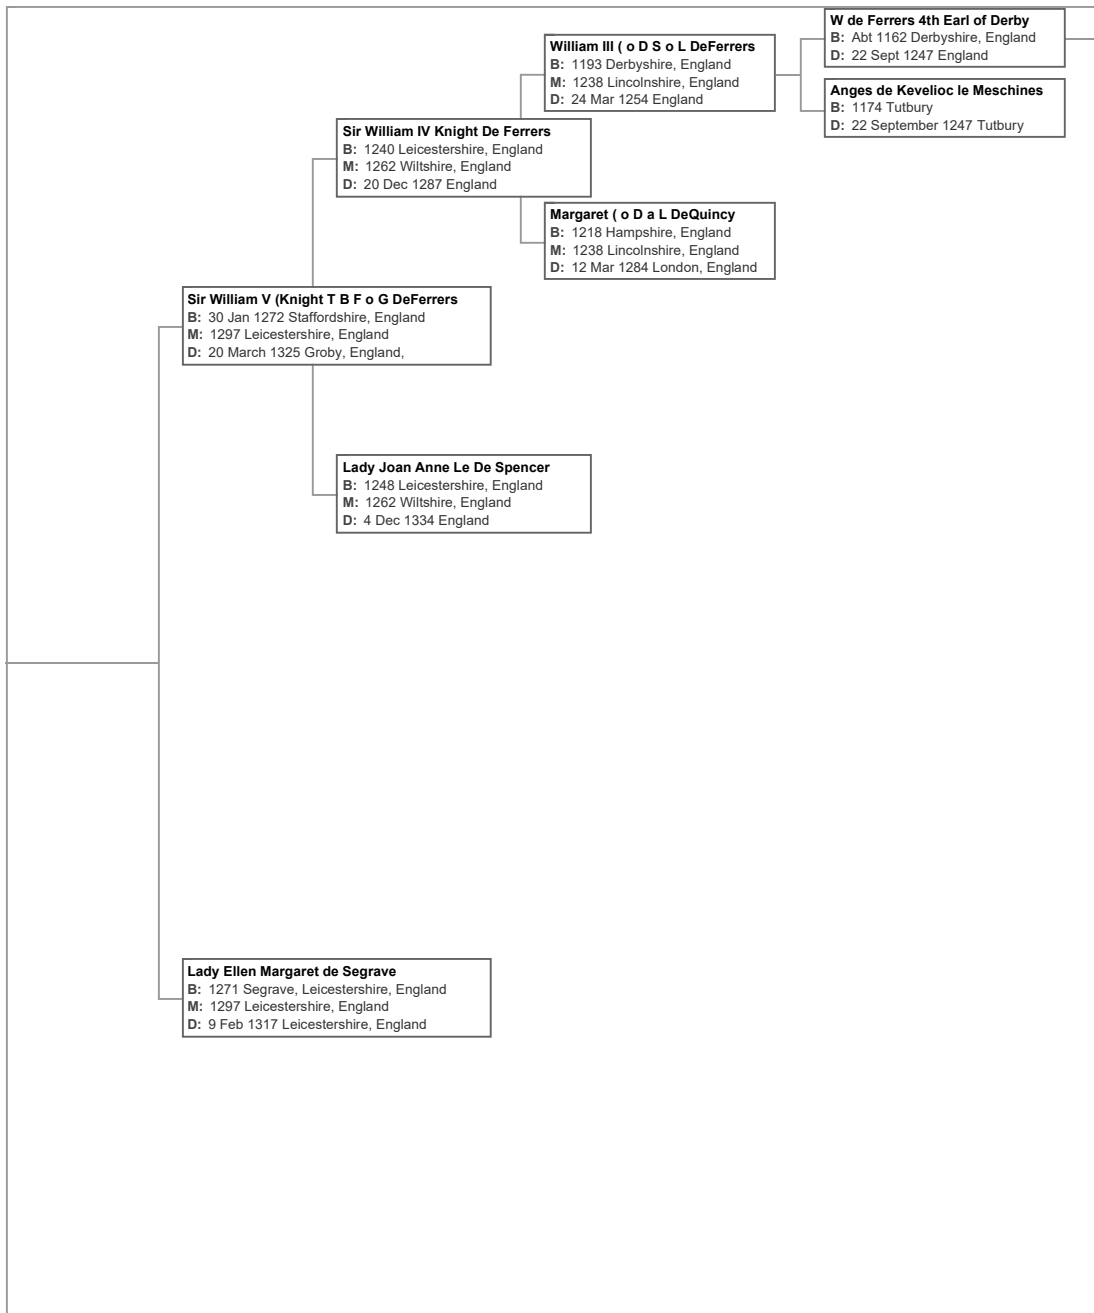 W de Ferrers 4th Earl of Derby
B: Abt 1162 Derbyshire, England
D: 22 Sept 1247 England
William III ( o D S o L DeFerrers
B: 1193 Derbyshire, England
M: 1238 Lincolnshire, England
D: 24 Mar 1254 England
Anges de Kevelioc le Meschines
B: 1174 Tutbury
D: 22 September 1247 Tutbury
Sir William IV Knight De Ferrers
B: 1240 Leicestershire, England
M: 1262 Wiltshire, England
D: 20 Dec 1287 England
Margaret ( o D a L DeQuincy
B: 1218 Hampshire, England
M: 1238 Lincolnshire, England
D: 12 Mar 1284 London, England
Sir William V (Knight T B F o G DeFerrers
B: 30 Jan 1272 Staffordshire, England
M: 1297 Leicestershire, England
D: 20 March 1325 Groby, England,
Lady Joan Anne Le De Spencer
B: 1248 Leicestershire, England
M: 1262 Wiltshire, England
D: 4 Dec 1334 England
Lady Ellen Margaret de Segrave
B: 1271 Segrave, Leicestershire, England
M: 1297 Leicestershire, England
D: 9 Feb 1317 Leicestershire, England